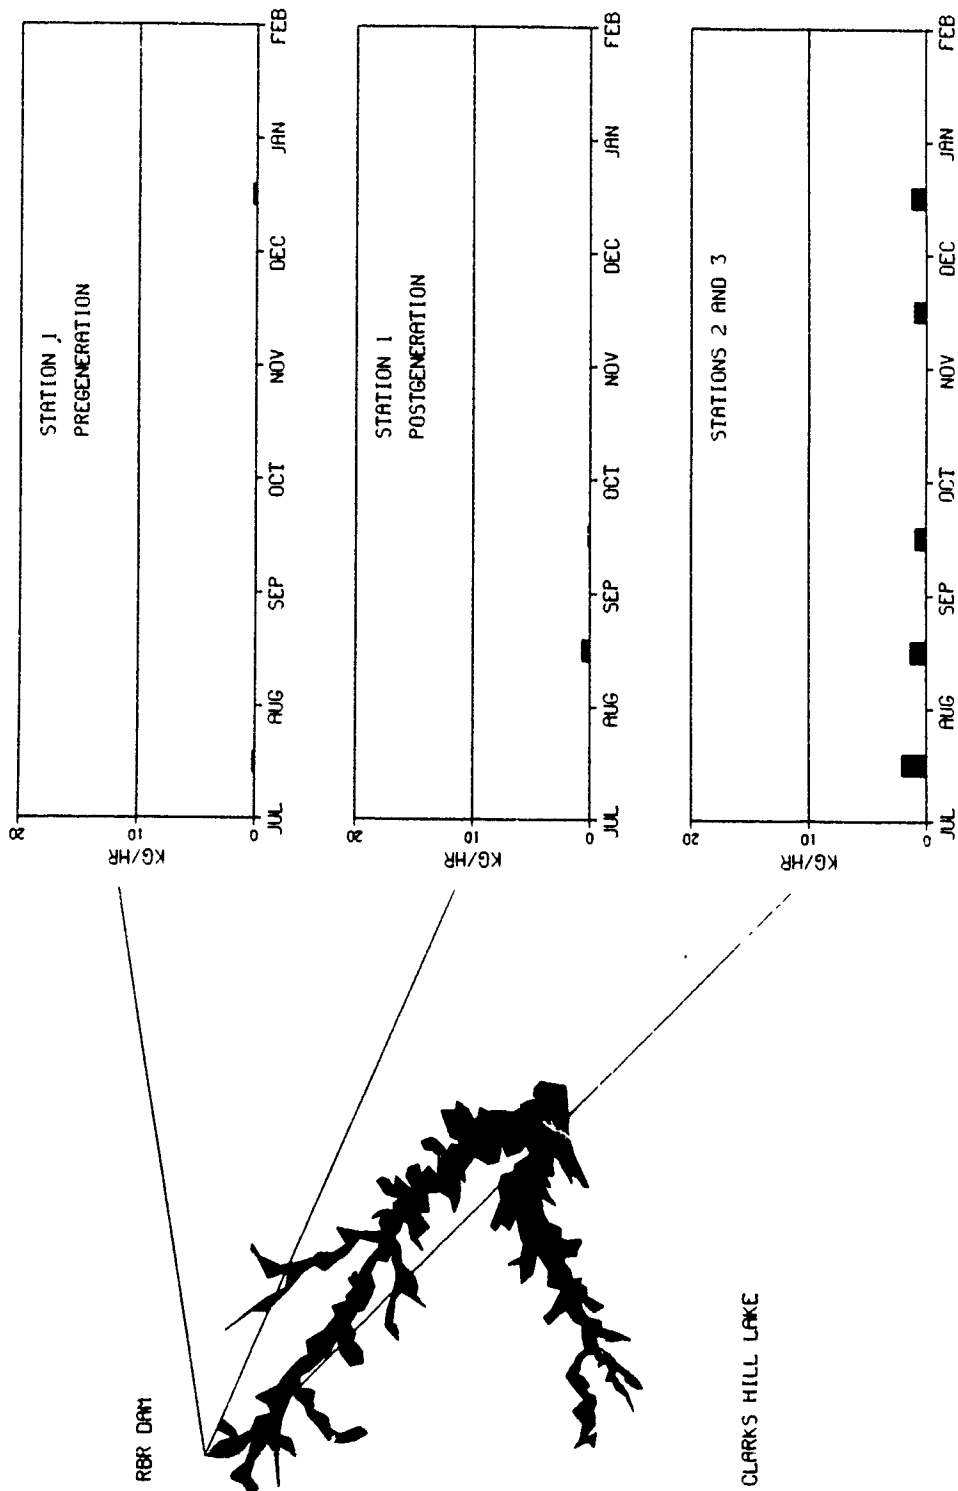 STATION 1
PREGENERATION
KG/HR
20
10
0
JUL AUG SEP OCT NOV DEC JAN FEB
STATION 1
POSTGENERATION
KG/HR
20
10
0
JUL AUG SEP OCT NOV DEC JAN FEB
STATIONS 2 AND 3
KG/HR
20
10
0
JUL AUG SEP OCT NOV DEC JAN FEB
RBR DAM
CLARKS HILL LAKE